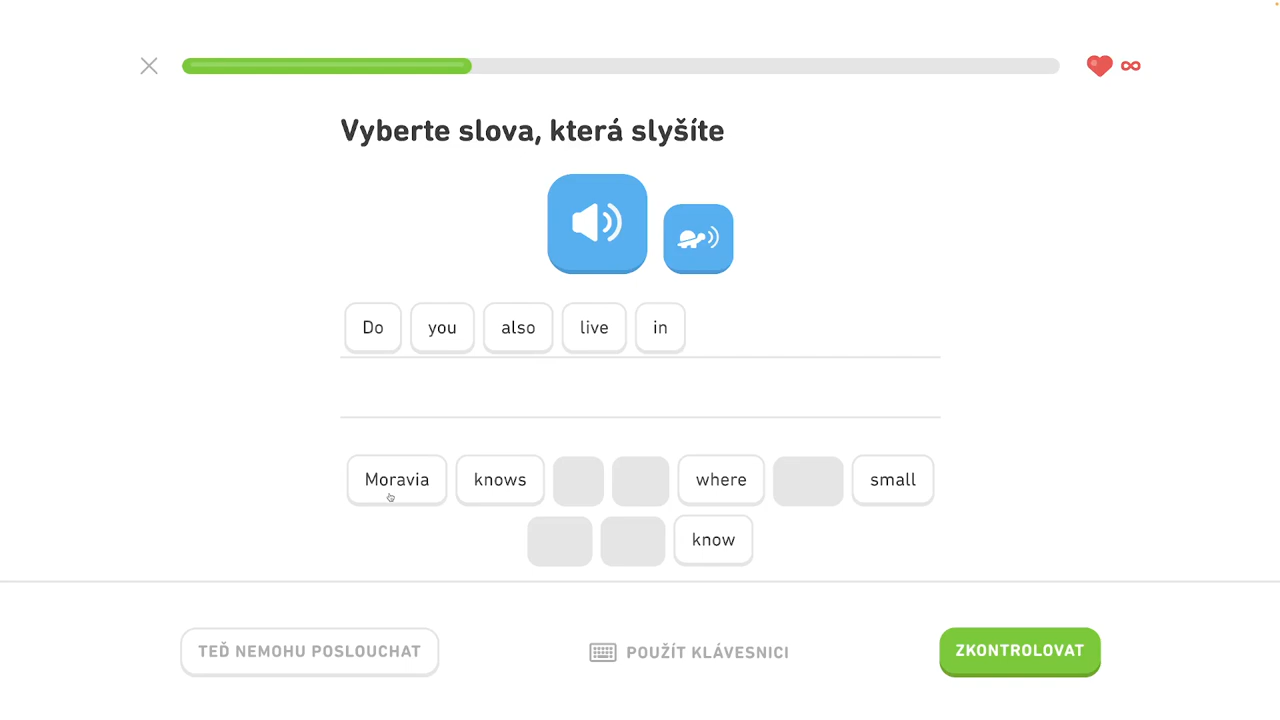 Vyberte slova, která slyšíte
Do you also live in
Moravia knows where small
know
TEĎ NEMOHU POSLOUCHAT POUŽÍT KLÁVESNICI ZKONTROLOVAT